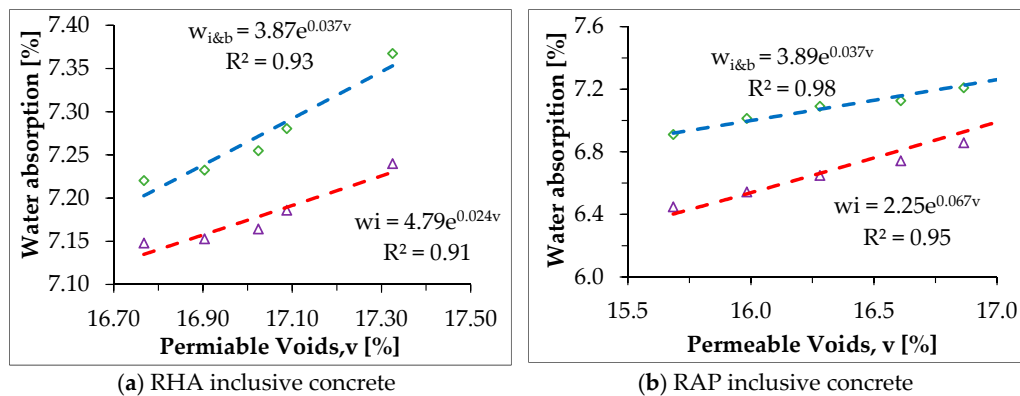 7.40
7.35
7.30
7.25
7.20
7.15
7.10
Water absorption [%]
w_{i&b} = 3.87e^{0.037v}
R² = 0.93
wi = 4.79e^{0.024v}
R² = 0.91
16.70 16.90 17.10 17.30 17.50
Permiable Voids,v [%]
(a) RHA inclusive concrete
7.6
7.2
6.8
6.4
6.0
Water absorbition [%]
w_{i&b} = 3.89e^{0.037v}
R² = 0.98
wi = 2.25e^{0.067v}
R² = 0.95
15.5 16.0 16.5 17.0
Permeable Voids, v [%]
(b) RAP inclusive concrete